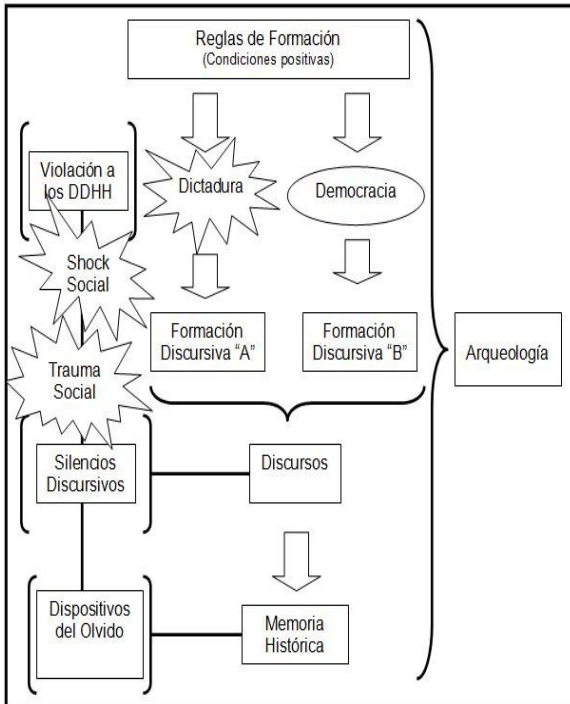 Reglas de Formación
(Condiciones positivas)
Violación a
los DDHH
Dictadura
Democracia
Shock
Social
Formación
Discursiva “A”
Formación
Discursiva “B”
Arqueología
Trauma
Social
Silencios
Discursivos
Discursos
Dispositivos
del Olvido
Memoria
Histórica